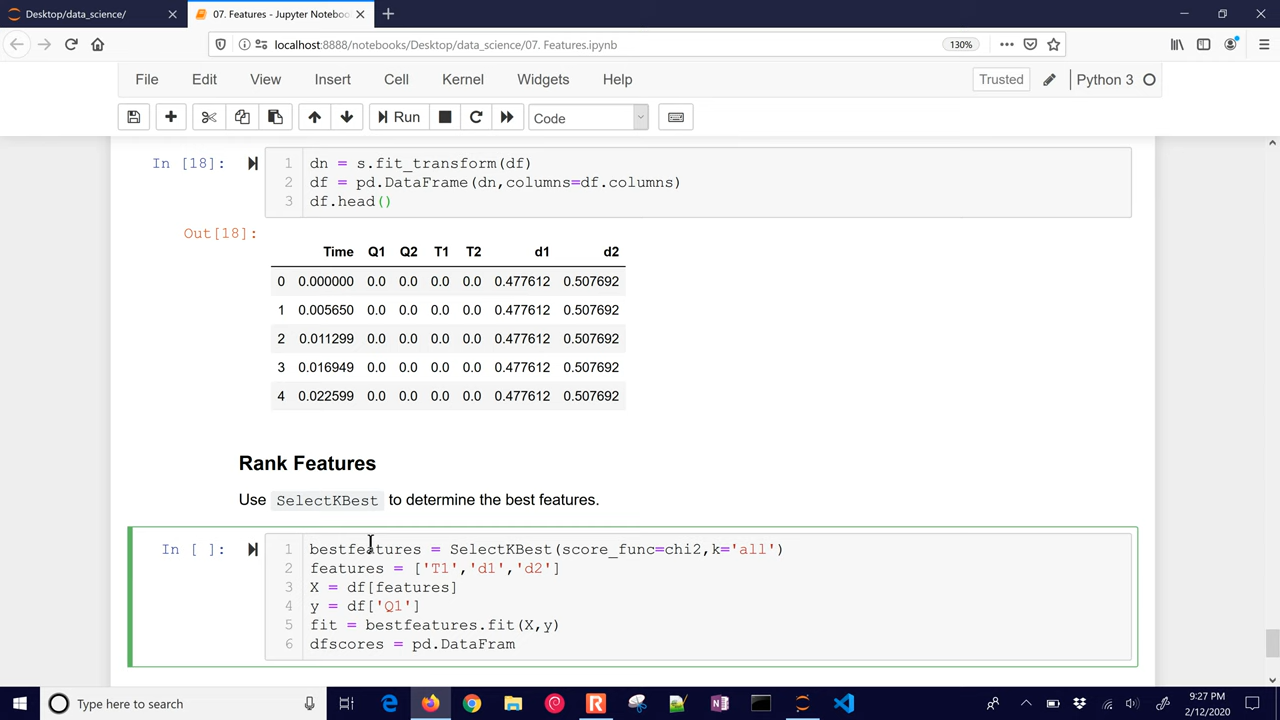 Desktop/data_science/
07. Features - Jupyter Notebook
localhost:8888/notebooks/Desktop/data_science/07. Features.ipynb
130%
File Edit View Insert Cell Kernel Widgets Help
Trusted
Python 3
Run
Code
In [18]:
1 dn = s.fit_transform(df)
2 df = pd.DataFrame(dn,columns=df.columns)
3 df.head()
Out[18]:
Time Q1 Q2 T1 T2 d1 d2
0 0.000000 0.0 0.0 0.0 0.0 0.477612 0.507692
1 0.005650 0.0 0.0 0.0 0.0 0.477612 0.507692
2 0.011299 0.0 0.0 0.0 0.0 0.477612 0.507692
3 0.016949 0.0 0.0 0.0 0.0 0.477612 0.507692
4 0.022599 0.0 0.0 0.0 0.0 0.477612 0.507692
Rank Features
Use SelectKBest to determine the best features.
In [ ]:
1 bestfeatures = SelectKBest(score_func=chi2,k='all')
2 features = ['T1','d1','d2']
3 X = df[features]
4 y = df['Q1']
5 fit = bestfeatures.fit(X,y)
6 dfscores = pd.DataFram
Type here to search
9:27 PM
2/12/2020